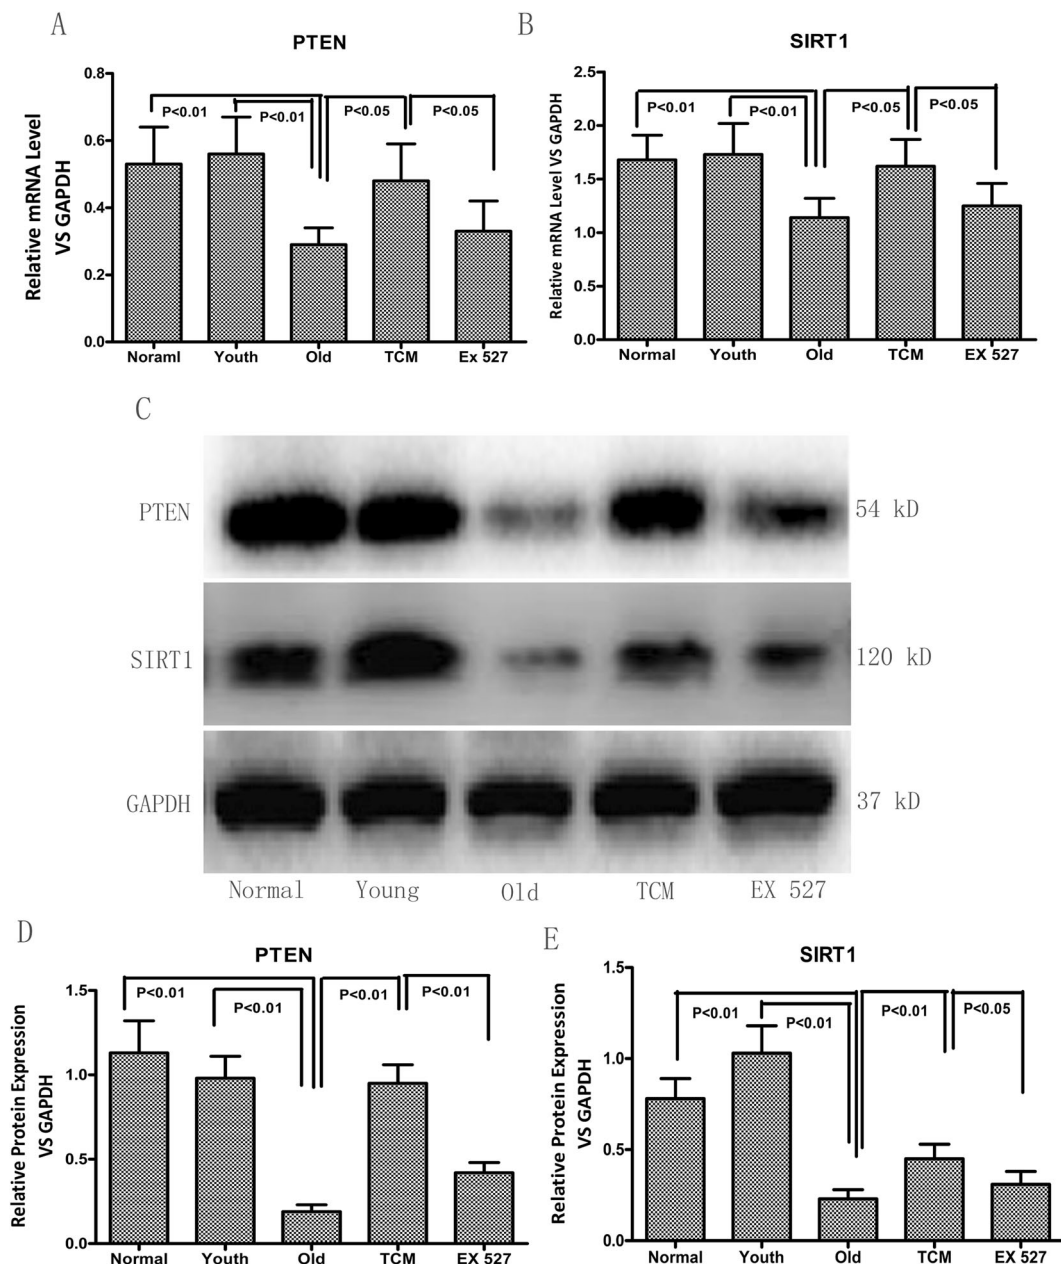 A
PTEN
Relative mRNA Level
VS GAPDH
0.8
0.6
0.4
0.2
0.0
P<0.01
P<0.01
P<0.05
P<0.05
Noraml
Youth
Old
TCM
Ex 527
B
SIRT1
Relative mRNA Level VS GAPDH
2.5
2.0
1.5
1.0
0.5
0.0
P<0.01
P<0.01
P<0.05
P<0.05
Normal
Youth
Old
TCM
EX 527
C
PTEN
54 kD
SIRT1
120 kD
GAPDH
37 kD
Normal
Young
Old
TCM
EX 527
D
PTEN
Relative Protein Expression
VS GAPDH
1.5
1.0
0.5
0.0
P<0.01
P<0.01
P<0.01
P<0.01
Normal
Youth
Old
TCM
EX 527
E
SIRT1
Relative Protein Expression
VS GAPDH
1.5
1.0
0.5
0.0
P<0.01
P<0.01
P<0.01
P<0.05
Normal
Youth
Old
TCM
EX 527